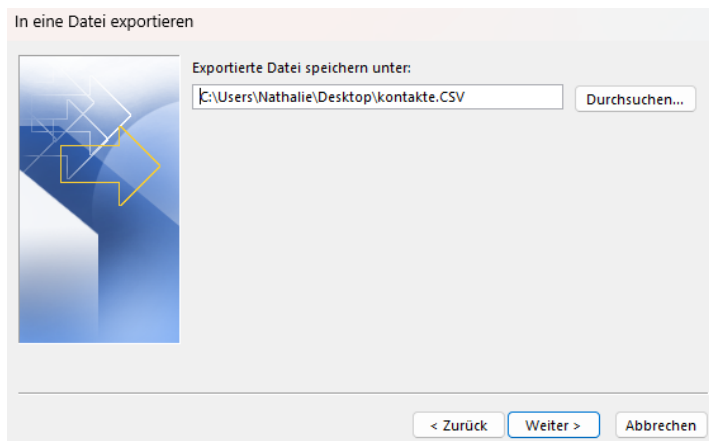 In eine Datei exportieren
Exportierte Datei speichern unter:
C:\Users\Nathalie\Desktop\kontakte.CSV
Durchsuchen...
< Zurück
Weiter >
Abbrechen